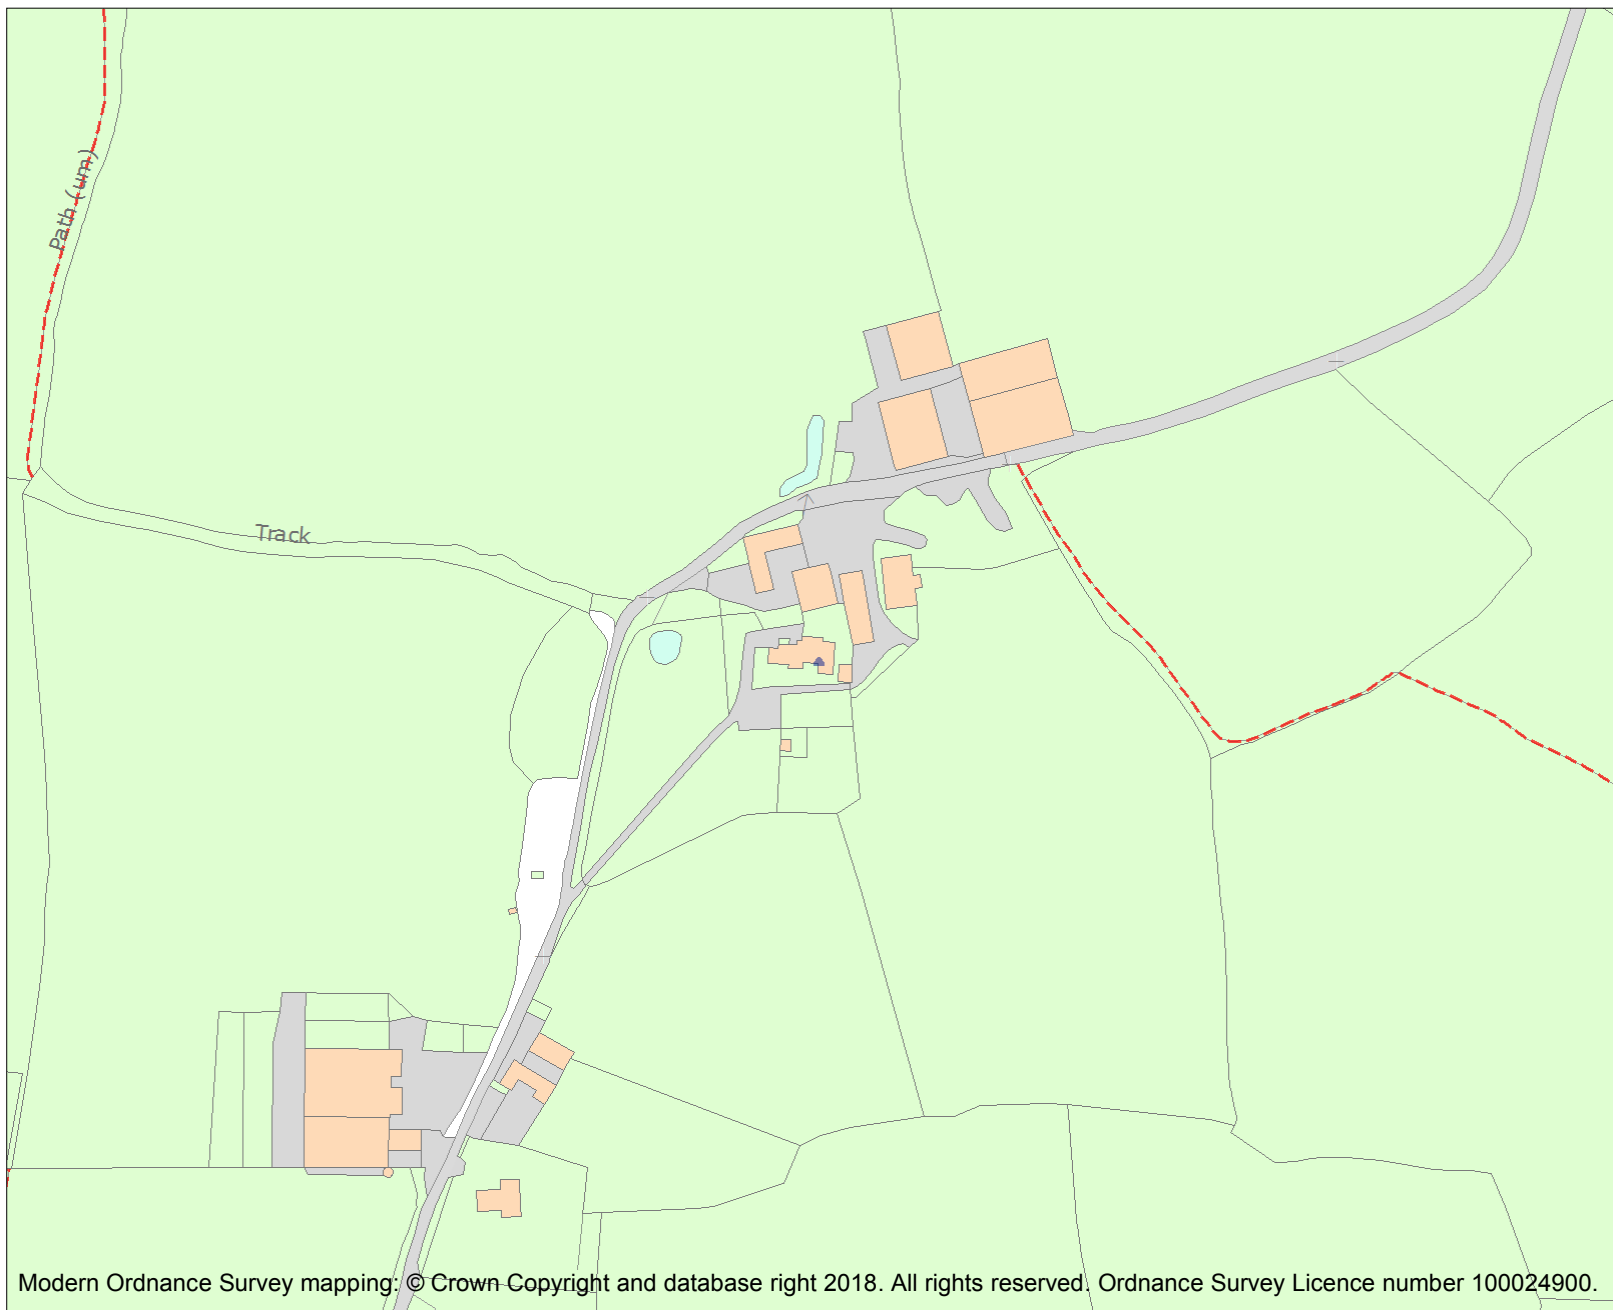 Path (um)
Track
Modern Ordnance Survey mapping: © Crown Copyright and database right 2018. All rights reserved. Ordnance Survey Licence number 100024900.